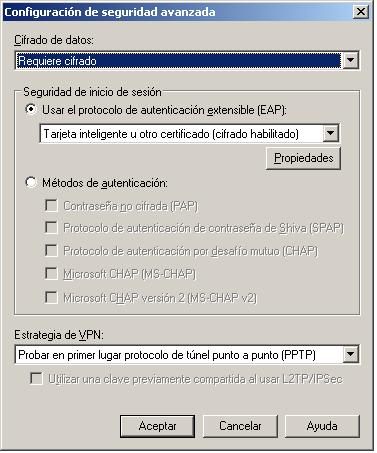 Configuración de seguridad avanzada
Cifrado de datos:
Requiere cifrado
Seguridad de inicio de sesión
Usar el protocolo de autenticación extensible (EAP):
Tarjeta inteligente u otro certificado (cifrado habilitado)
Propiedades
Métodos de autenticación:
Contraseña no cifrada (PAP)
Protocolo de autenticación de contraseña de Shiva (SPAP)
Protocolo de autenticación por desafío mutuo (CHAP)
Microsoft CHAP (MS-CHAP)
Microsoft CHAP versión 2 (MS-CHAP v2)
Estrategia de VPN:
Probar en primer lugar protocolo de túnel punto a punto (PPTP)
Utilizar una clave previamente compartida al usar L2TP/IPSec
Aceptar Cancelar Ayuda